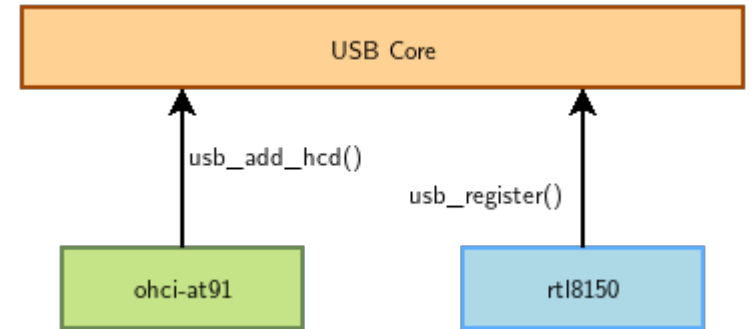 USB Core
usb_add_hcd()
usb_register()
ohci-at91
rtl8150